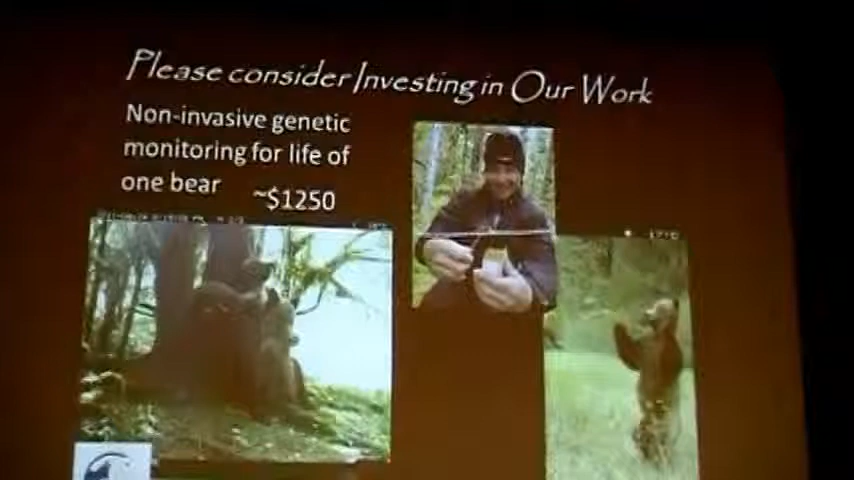 Please consider Investing in Our Work
Non-invasive genetic
monitoring for life of
one bear ~$1250